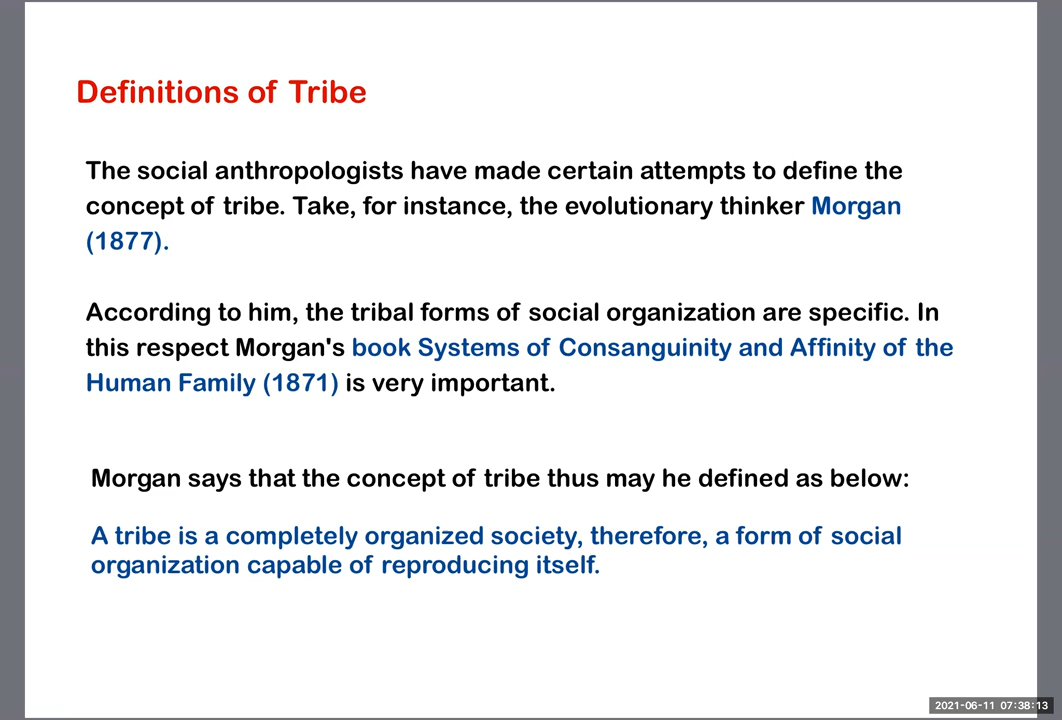 Definitions of Tribe
The social anthropologists have made certain attempts to define the
concept of tribe. Take, for instance, the evolutionary thinker Morgan
(1877).
According to him, the tribal forms of social organization are specific. In
this respect Morgan's book Systems of Consanguinity and Affinity of the
Human Family (1871) is very important.
Morgan says that the concept of tribe thus may he defined as below:
A tribe is a completely organized society, therefore, a form of social
organization capable of reproducing itself.
2021-06-11 07:38:13